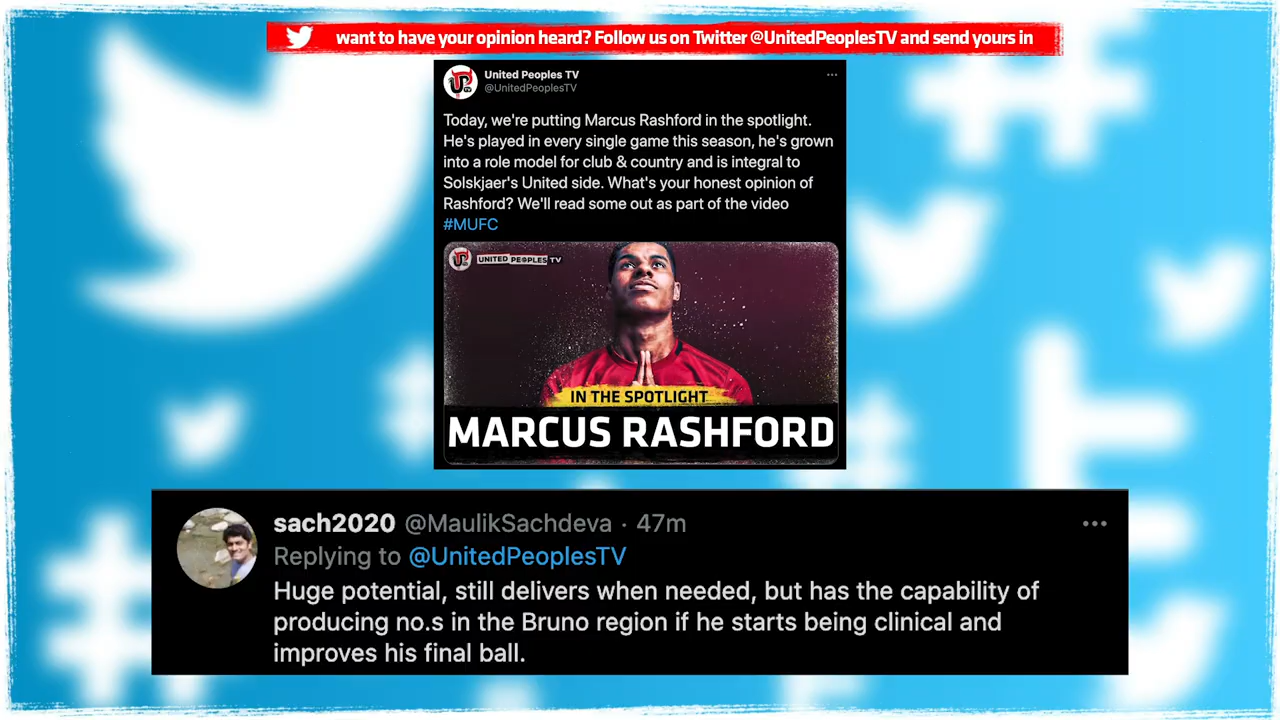 want to have your opinion heard? Follow us on Twitter @UnitedPeoplesTV and send yours in
United Peoples TV
@UnitedPeoplesTV
Today, we're putting Marcus Rashford in the spotlight.
He's played in every single game this season, he's grown
into a role model for club & country and is integral to
Solskjaer's United side. What's your honest opinion of
Rashford? We'll read some out as part of the video
#MUFC
UNITED PEOPLES TV
IN THE SPOTLIGHT
MARCUS RASHFORD
sach2020 @MaulikSachdeva · 47m
Replying to @UnitedPeoplesTV
Huge potential, still delivers when needed, but has the capability of
producing no.s in the Bruno region if he starts being clinical and
improves his final ball.